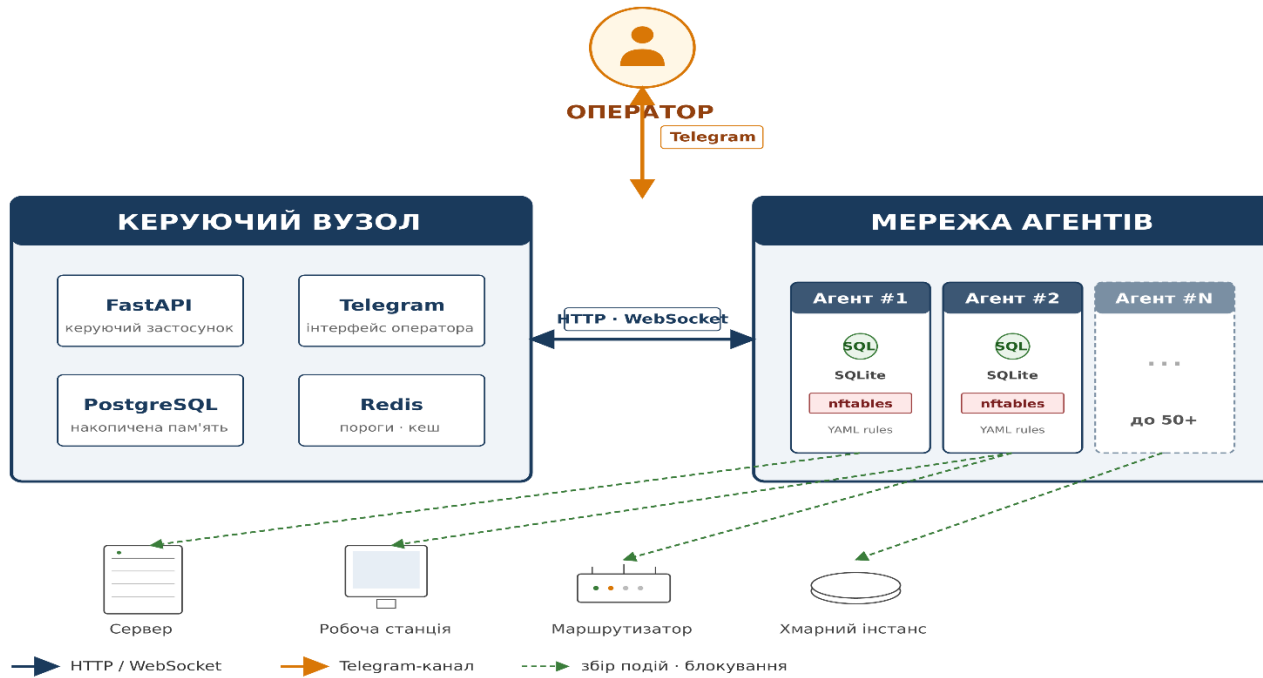 ОПЕРАТОР
Telegram
КЕРУЮЧИЙ ВУЗОЛ
FastAPI
керуючий застосунок
Telegram
інтерфейс оператора
PostgreSQL
накопичена пам'ять
Redis
пороги · кеш
HTTP · WebSocket
МЕРЕЖА АГЕНТІВ
Агент #1
SQL
SQLite
nftables
YAML rules
Агент #2
SQL
SQLite
nftables
YAML rules
Агент #N
...
до 50+
Сервер
Робоча станція
Маршрутизатор
Хмарний інстанс
HTTP / WebSocket
Telegram-канал
збір подій · блокування